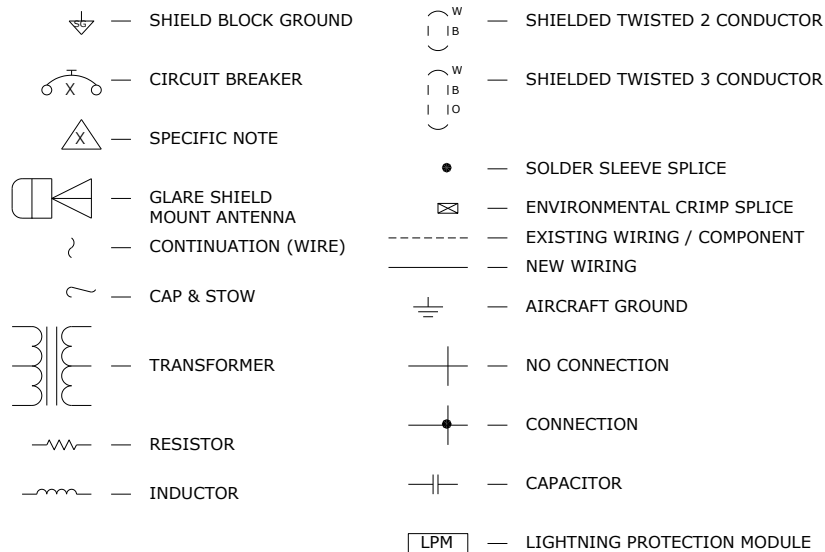 SG — SHIELD BLOCK GROUND
X — CIRCUIT BREAKER
X — SPECIFIC NOTE
— GLARE SHIELD
MOUNT ANTENNA
— CONTINUATION (WIRE)
— CAP & STOW
— TRANSFORMER
— RESISTOR
— INDUCTOR
W
B
— SHIELDED TWISTED 2 CONDUCTOR
W
B
O
— SHIELDED TWISTED 3 CONDUCTOR
— SOLDER SLEEVE SPLICE
— ENVIRONMENTAL CRIMP SPLICE
— EXISTING WIRING / COMPONENT
— NEW WIRING
— AIRCRAFT GROUND
— NO CONNECTION
— CONNECTION
— CAPACITOR
LPM — LIGHTNING PROTECTION MODULE